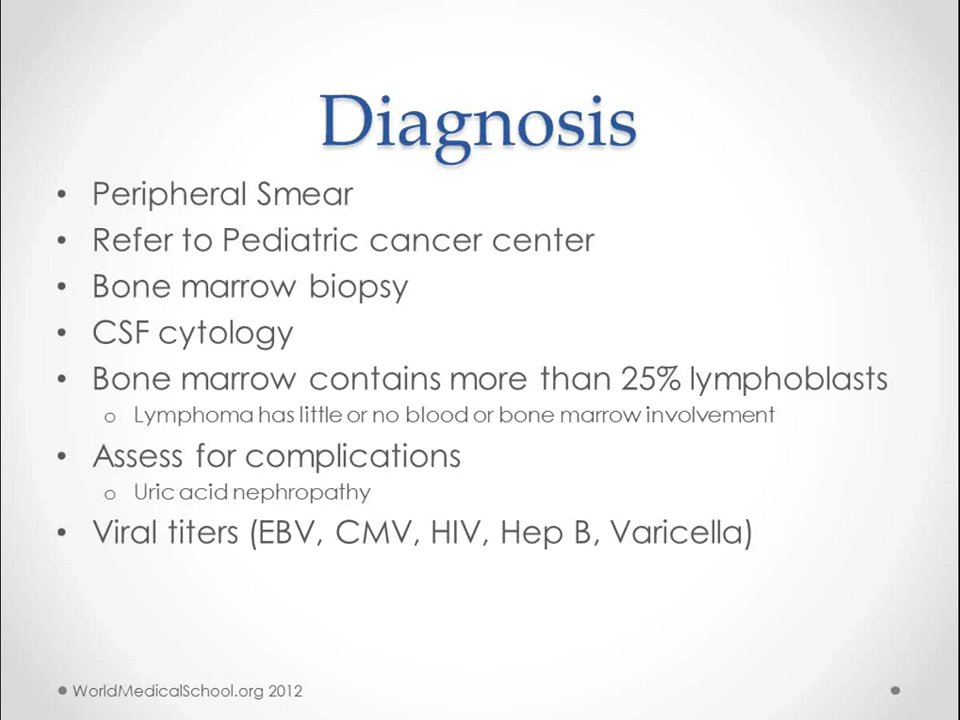 Diagnosis
• Peripheral Smear
• Refer to Pediatric cancer center
• Bone marrow biopsy
• CSF cytology
• Bone marrow contains more than 25% lymphoblasts
o Lymphoma has little or no blood or bone marrow involvement
• Assess for complications
o Uric acid nephropathy
• Viral titers (EBV, CMV, HIV, Hep B, Varicella)
WorldMedicalSchool.org 2012